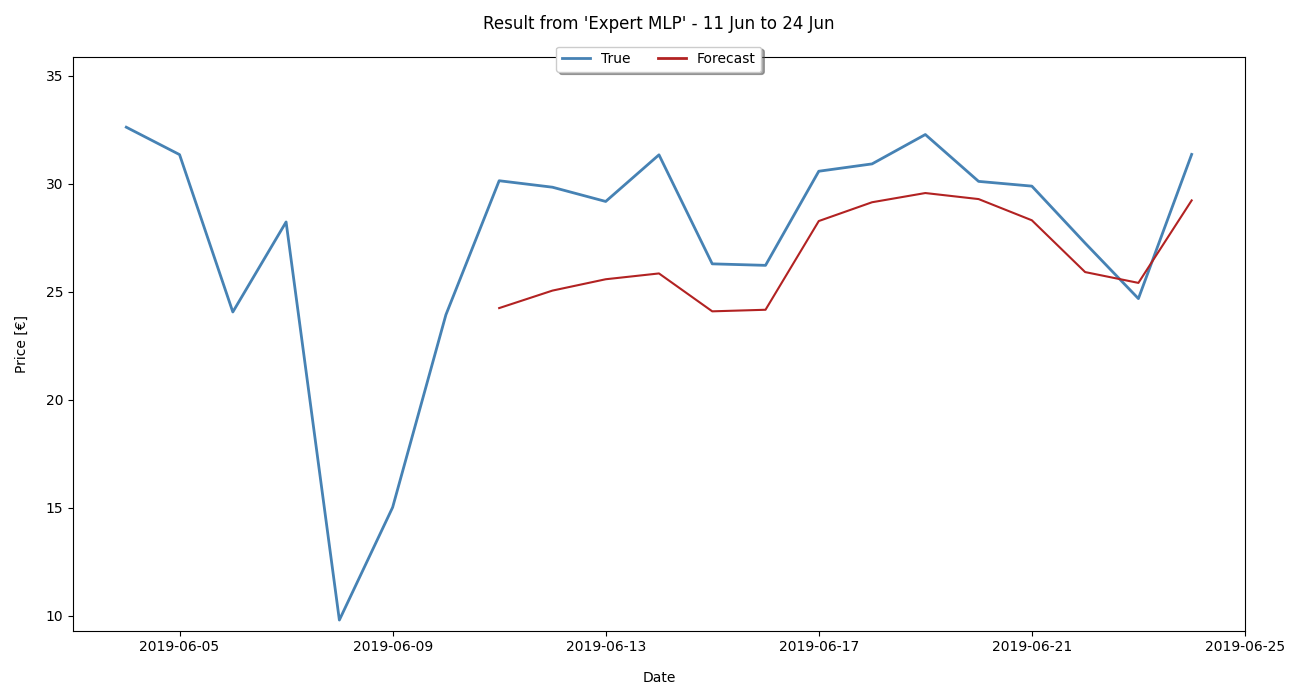 Result from 'Expert MLP' - 11 Jun to 24 Jun
True Forecast
35
30
25
20
15
10
Price [€]
2019-06-05 2019-06-09 2019-06-13 2019-06-17 2019-06-21 2019-06-25
Date